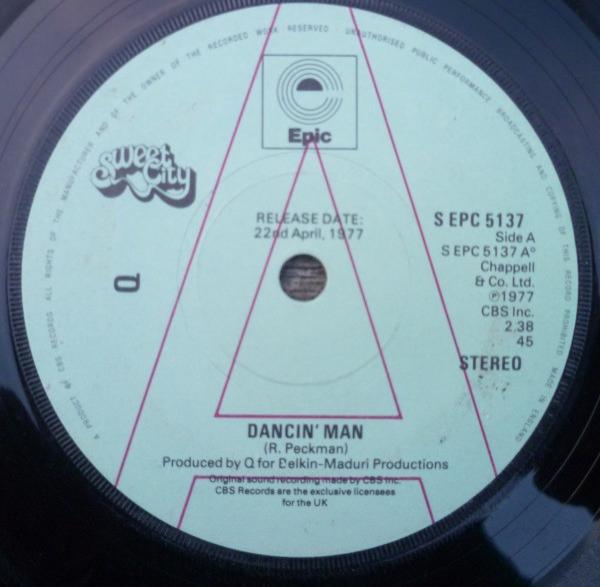 A PRODUCT OF CBS RECORDS ALL RIGHTS OF THE MANUFACTURER AND OF THE OWNER OF THE RECORDED WORK RESERVED · UNAUTHORISED PUBLIC PERFORMANCE BROADCASTING AND COPYING OF THIS RECORD PROHIBITED MADE IN ENGLAND
A
Epic
Sweet
City
RELEASE DATE:
22nd April, 1977
S EPC 5137
Side A
S EPC 5137 A°
Chappell
& Co. Ltd.
℗1977
CBS Inc.
2.38
45
STEREO
Q
DANCIN' MAN
(R. Peckman)
Produced by Q for Belkin-Maduri Productions
Original sound recording made by CBS Inc.
CBS Records are the exclusive licensees
for the UK